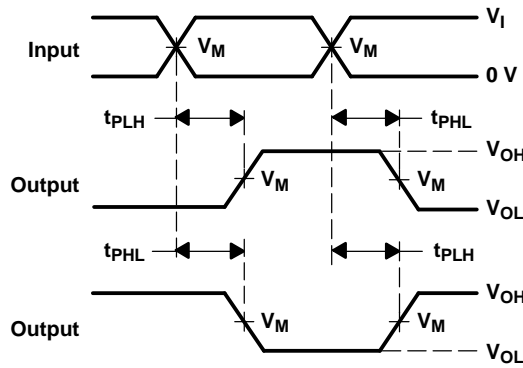 V_I
Input V_M V_M
0 V
t_PLH t_PHL
V_OH
Output V_M V_M
V_OL
t_PHL t_PLH
V_OH
Output V_M V_M
V_OL